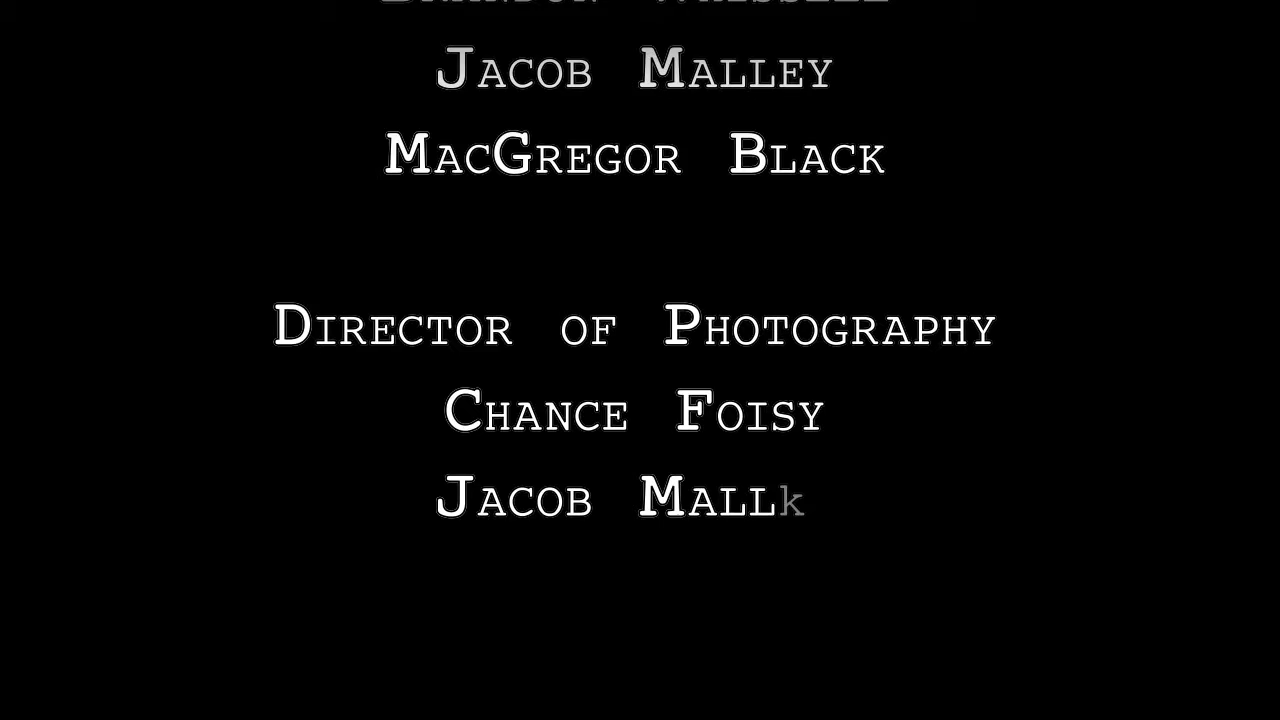 Jacob Malley
MacGregor Black
Director of Photography
Chance Foisy
Jacob Mallk